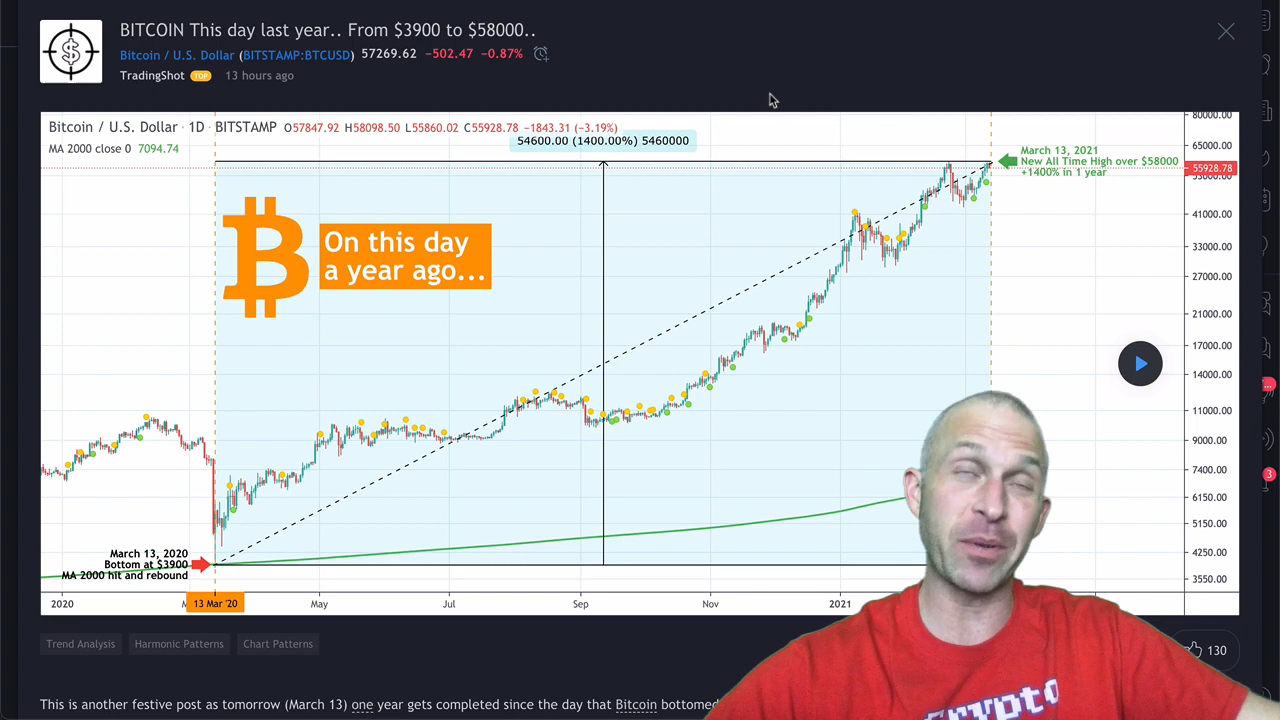 BITCOIN This day last year.. From $3900 to $58000..
Bitcoin / U.S. Dollar (BITSTAMP:BTCUSD) 57269.62 −502.47 −0.87%
TradingShot TOP 13 hours ago
Bitcoin / U.S. Dollar · 1D · BITSTAMP O57847.92 H58098.50 L55860.02 C55928.78 −1843.31 (−3.19%)
MA 2000 close 0 7094.74
54600.00 (1400.00%) 5460000
March 13, 2021
New All Time High over $58000
+1400% in 1 year
On this day
a year ago...
March 13, 2020
Bottom at $3900
MA 2000 hit and rebound
80000.00
65000.00
55928.78
41000.00
33000.00
27000.00
21000.00
17000.00
14000.00
11000.00
9000.00
7400.00
6150.00
5150.00
4250.00
3550.00
2020
13 Mar '20
May
Jul
Sep
Nov
2021
Trend Analysis
Harmonic Patterns
Chart Patterns
130
3
This is another festive post as tomorrow (March 13) one year gets completed since the day that Bitcoin bottomed
Crypto